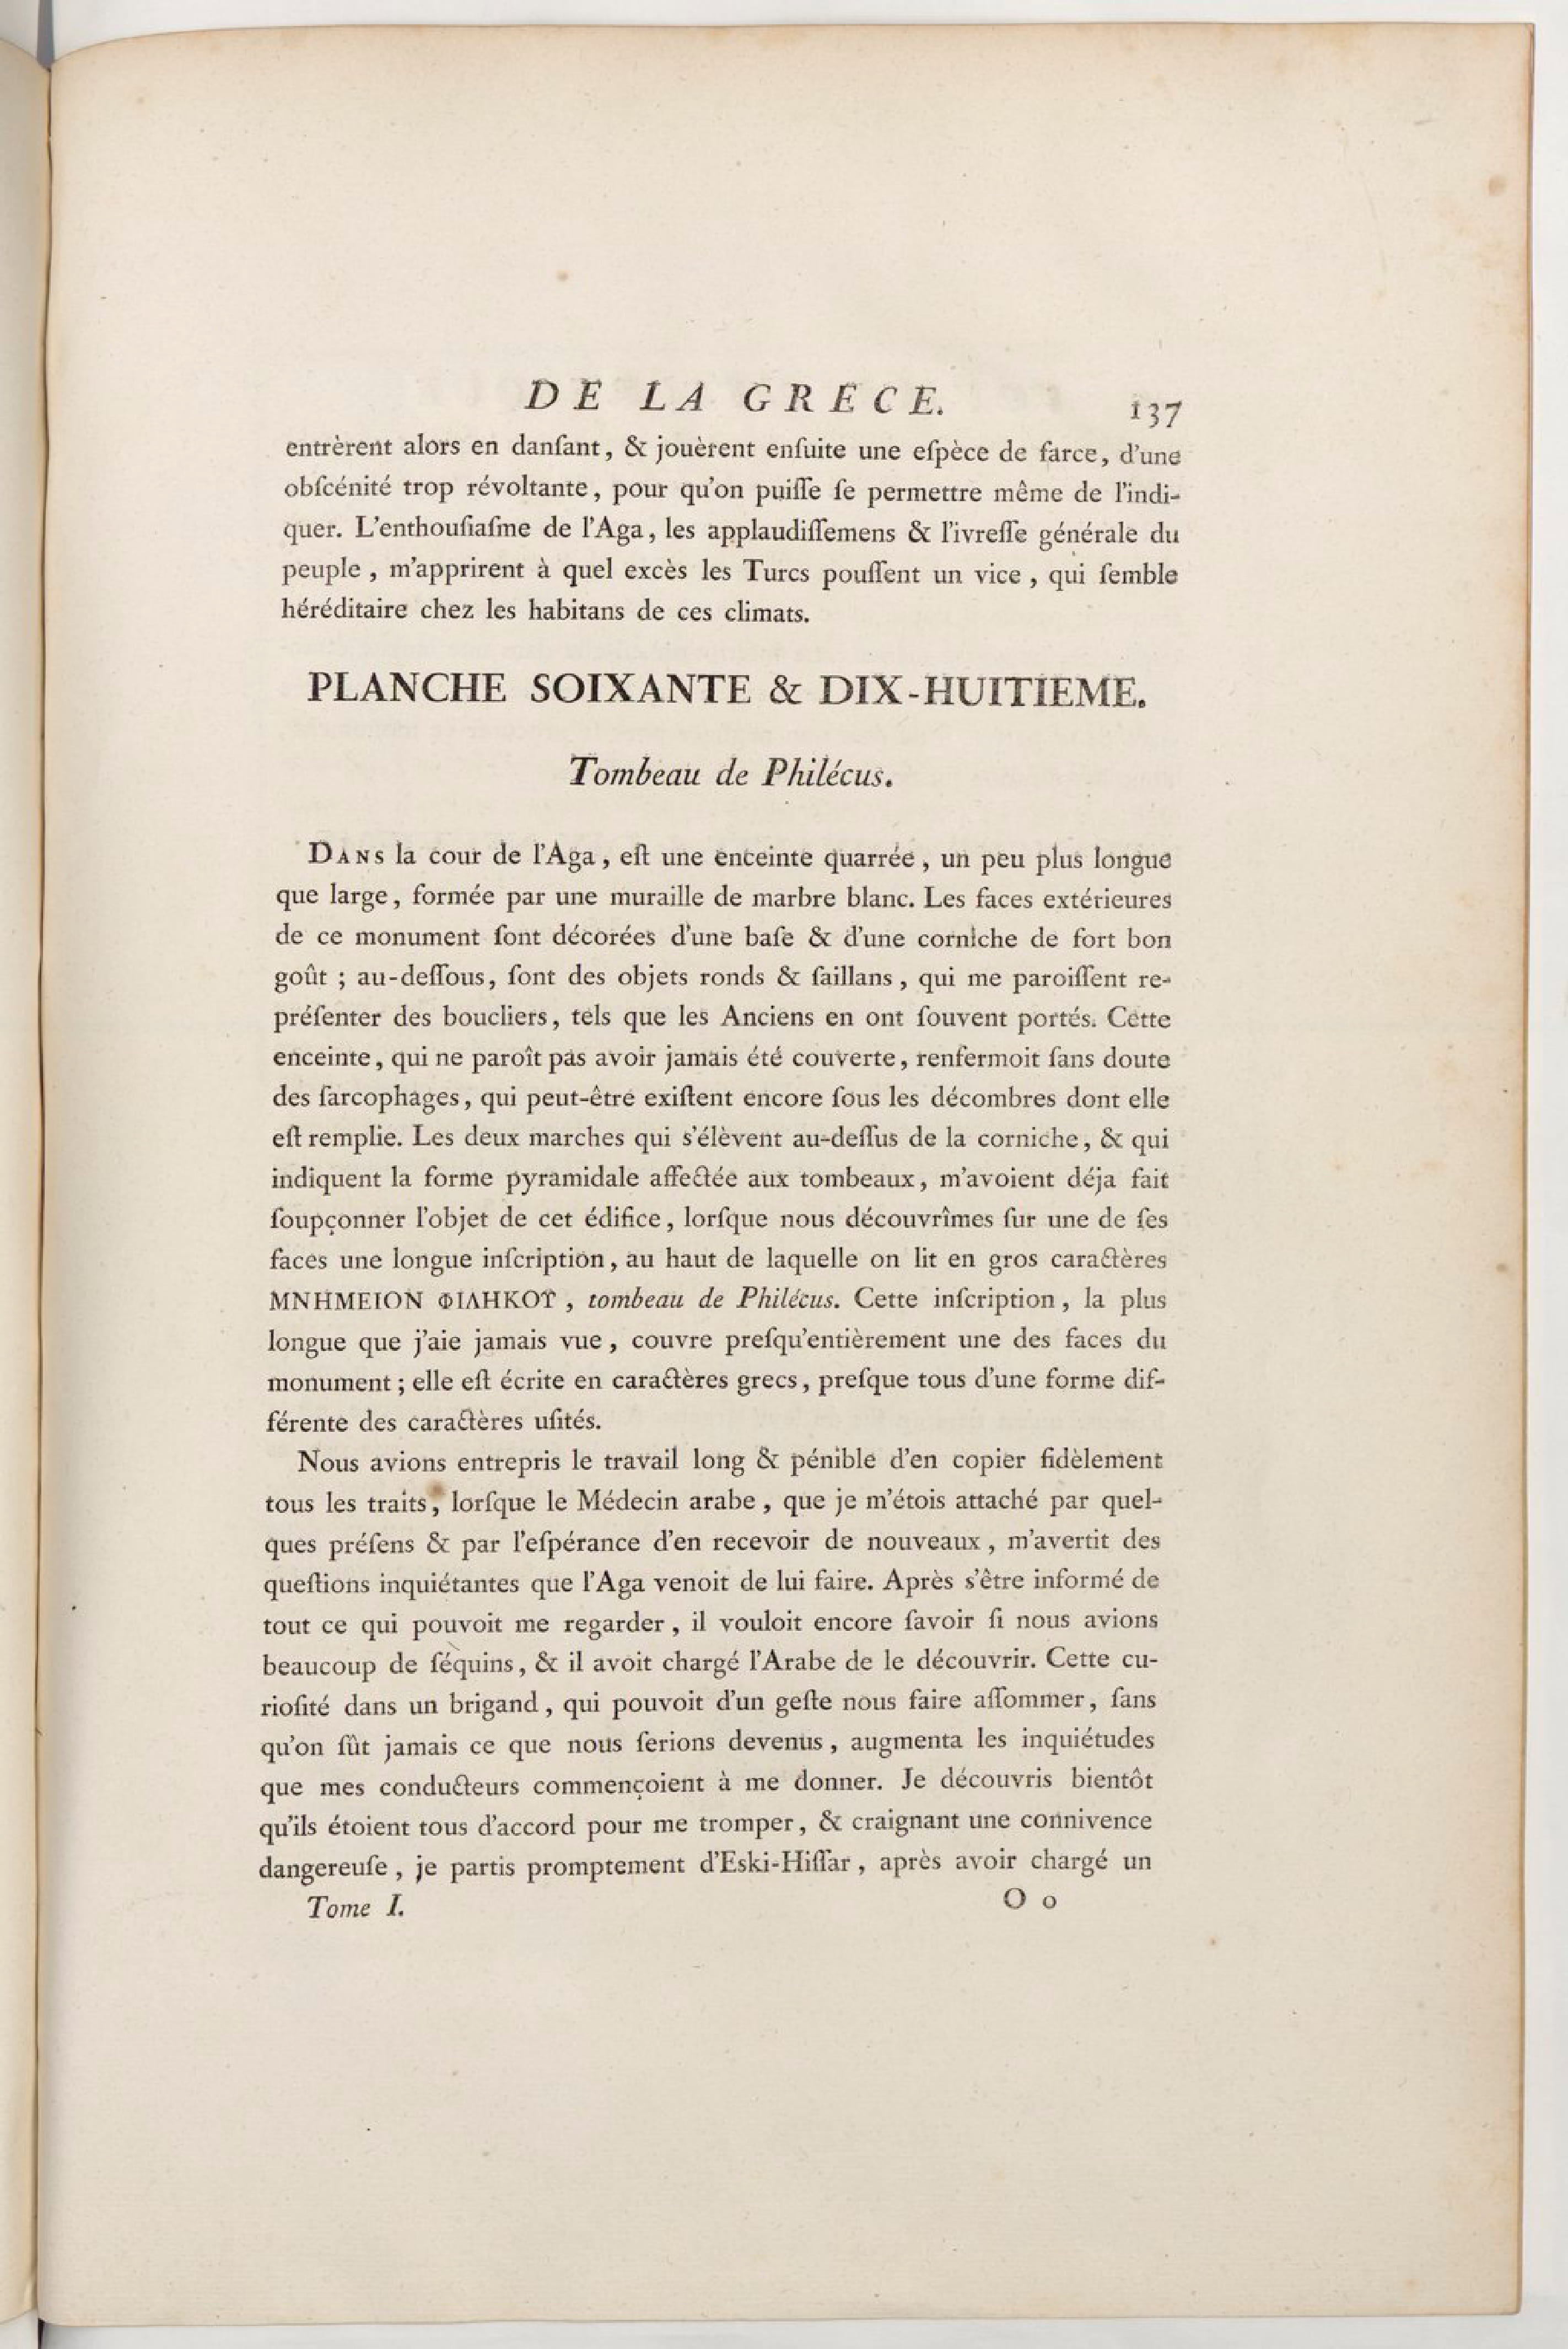 DE LA GRECE. 137
entrèrent alors en danſant, & jouèrent enſuite une eſpèce de farce, d'une
obſcénité trop révoltante, pour qu'on puiſſe ſe permettre même de l'indi-
quer. L'enthouſiaſme de l'Aga, les applaudiſſemens & l'ivreſſe générale du
peuple, m'apprirent à quel excès les Turcs pouſſent un vice, qui ſemble
héréditaire chez les habitans de ces climats.
PLANCHE SOIXANTE & DIX-HUITIEME.
Tombeau de Philécus.
DANS la cour de l'Aga, eſt une enceinte quarrée, un peu plus longue
que large, formée par une muraille de marbre blanc. Les faces extérieures
de ce monument ſont décorées d'une baſe & d'une corniche de fort bon
goût ; au-deſſous, ſont des objets ronds & ſaillans, qui me paroiſſent re-
préſenter des boucliers, tels que les Anciens en ont ſouvent portés. Cette
enceinte, qui ne paroît pas avoir jamais été couverte, renfermoit ſans doute
des ſarcophages, qui peut-être exiſtent encore ſous les décombres dont elle
eſt remplie. Les deux marches qui s'élèvent au-deſſus de la corniche, & qui
indiquent la forme pyramidale affectée aux tombeaux, m'avoient déja fait
ſoupçonner l'objet de cet édifice, lorſque nous découvrîmes ſur une de ſes
faces une longue inſcription, au haut de laquelle on lit en gros caractères
ΜΝΗΜΕΙΟΝ ΦΙΛΗΚΟΥ, tombeau de Philécus. Cette inſcription, la plus
longue que j'aie jamais vue, couvre preſqu'entièrement une des faces du
monument ; elle eſt écrite en caractères grecs, preſque tous d'une forme dif-
férente des caractères uſités.
Nous avions entrepris le travail long & pénible d'en copier fidèlement
tous les traits, lorſque le Médecin arabe, que je m'étois attaché par quel-
ques préſens & par l'eſpérance d'en recevoir de nouveaux, m'avertit des
queſtions inquiétantes que l'Aga venoit de lui faire. Après s'être informé de
tout ce qui pouvoit me regarder, il vouloit encore ſavoir ſi nous avions
beaucoup de ſéquins, & il avoit chargé l'Arabe de le découvrir. Cette cu-
rioſité dans un brigand, qui pouvoit d'un geſte nous faire aſſommer, ſans
qu'on ſût jamais ce que nous ſerions devenus, augmenta les inquiétudes
que mes conducteurs commençoient à me donner. Je découvris bientôt
qu'ils étoient tous d'accord pour me tromper, & craignant une connivence
dangereuſe, je partis promptement d'Eski-Hiſſar, après avoir chargé un
Tome I. O o